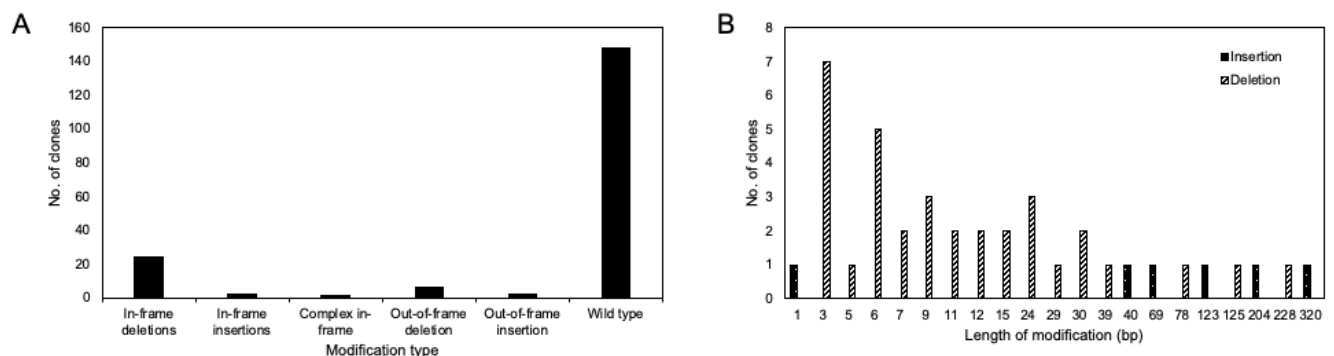 A
No. of clones
160
140
120
100
80
60
40
20
0
In-frame deletions
In-frame insertions
Complex in-frame
Out-of-frame deletion
Out-of-frame insertion
Wild type
Modification type
B
No. of clones
8
7
6
5
4
3
2
1
0
Insertion
Deletion
1 3 5 6 7 9 11 12 15 24 29 30 39 40 69 78 123 125 204 228 320
Length of modification (bp)